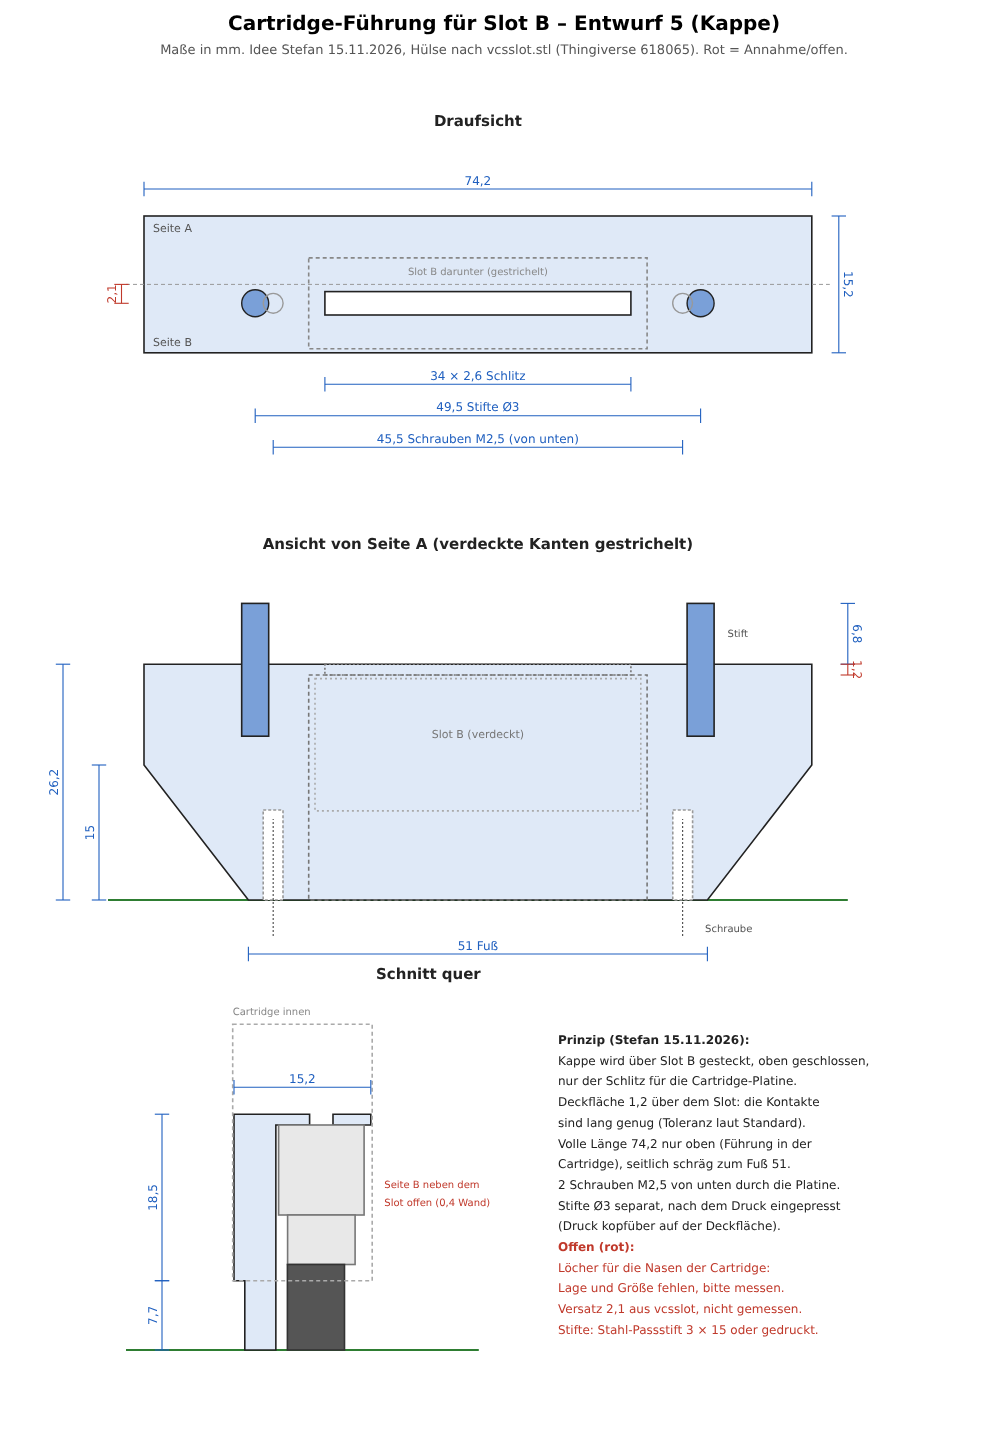 Cartridge-Führung für Slot B – Entwurf 5 (Kappe)
Maße in mm. Idee Stefan 15.11.2026, Hülse nach vcsslot.stl (Thingiverse 618065). Rot = Annahme/offen.
Draufsicht
74,2
Seite A
Slot B darunter (gestrichelt)
2,1
15,2
Seite B
34 × 2,6 Schlitz
49,5 Stifte Ø3
45,5 Schrauben M2,5 (von unten)
Ansicht von Seite A (verdeckte Kanten gestrichelt)
Stift
6,8
1,2
Slot B (verdeckt)
26,2
15
Schraube
51 Fuß
Schnitt quer
Cartridge innen
15,2
18,5
7,7
Seite B neben dem
Slot offen (0,4 Wand)
Prinzip (Stefan 15.11.2026):
Kappe wird über Slot B gesteckt, oben geschlossen,
nur der Schlitz für die Cartridge-Platine.
Deckfläche 1,2 über dem Slot: die Kontakte
sind lang genug (Toleranz laut Standard).
Volle Länge 74,2 nur oben (Führung in der
Cartridge), seitlich schräg zum Fuß 51.
2 Schrauben M2,5 von unten durch die Platine.
Stifte Ø3 separat, nach dem Druck eingepresst
(Druck kopfüber auf der Deckfläche).
Offen (rot):
Löcher für die Nasen der Cartridge:
Lage und Größe fehlen, bitte messen.
Versatz 2,1 aus vcsslot, nicht gemessen.
Stifte: Stahl-Passstift 3 × 15 oder gedruckt.